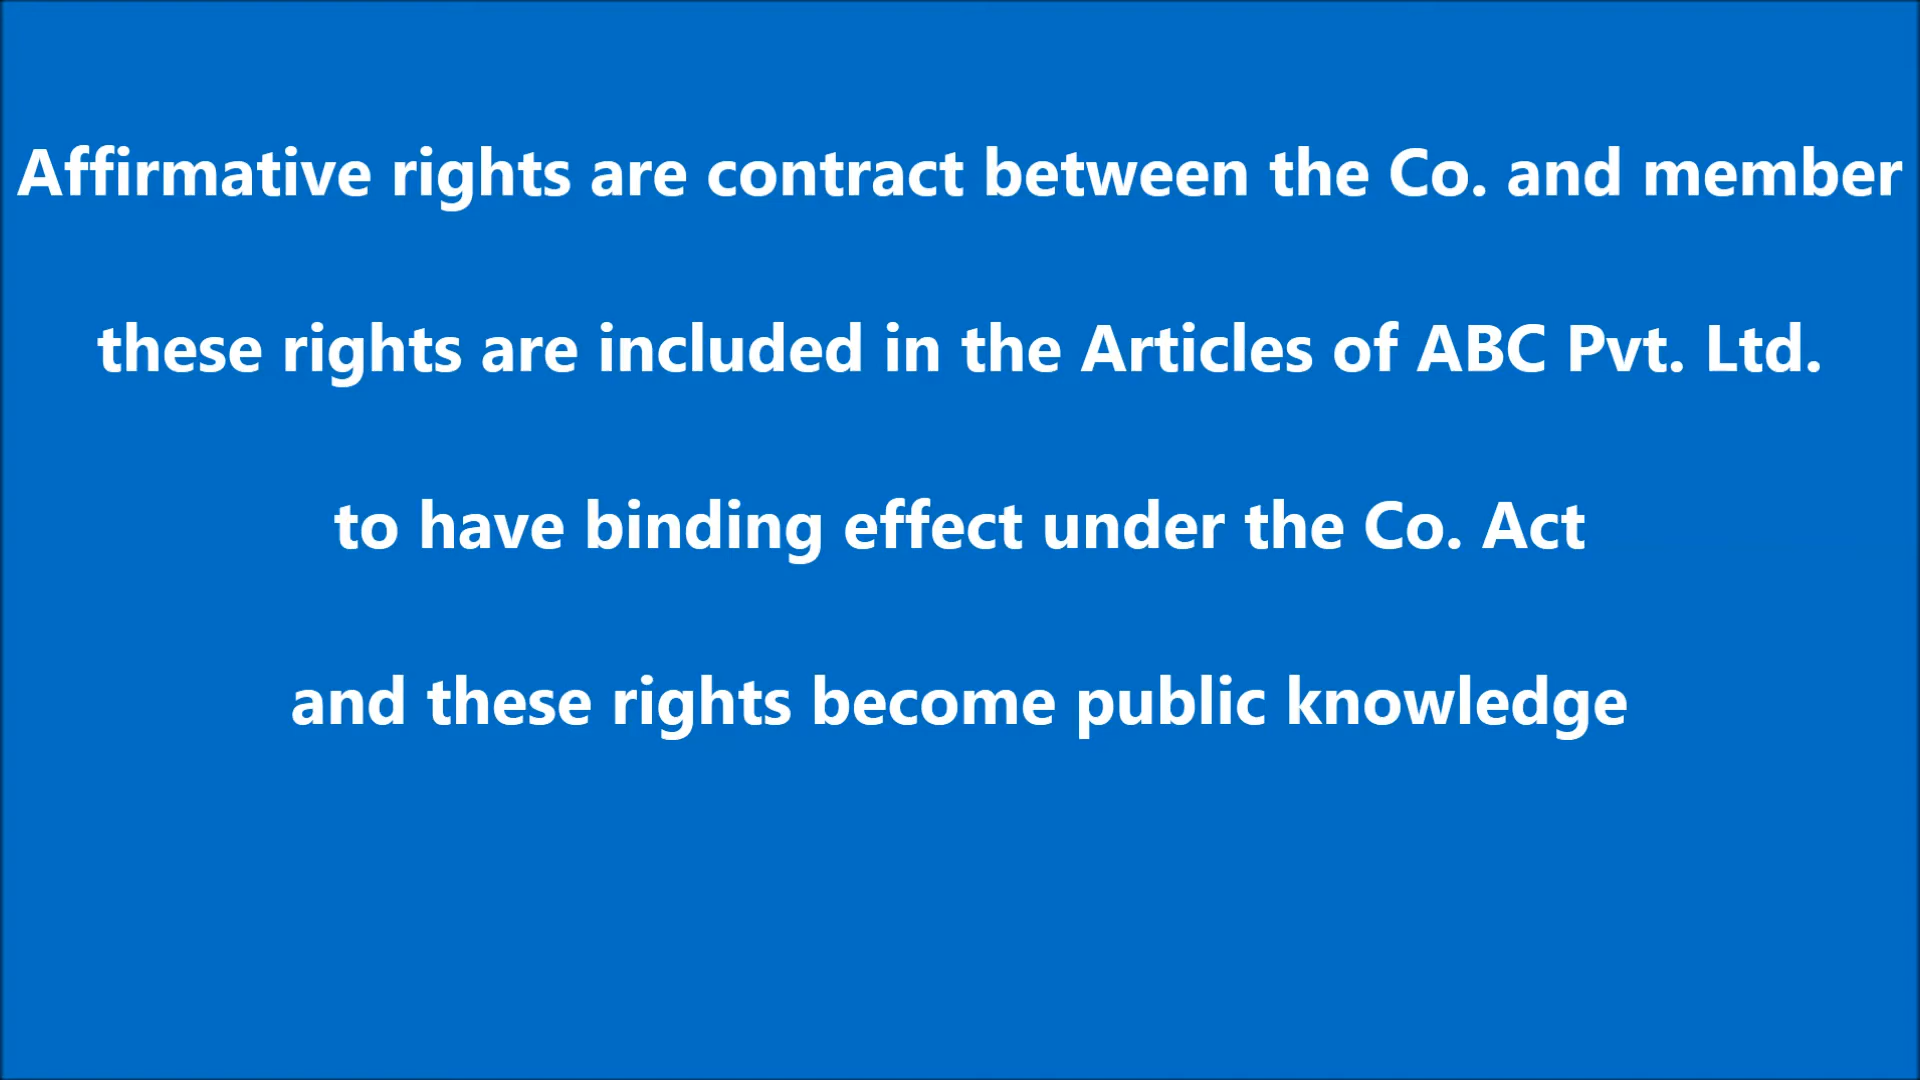 Affirmative rights are contract between the Co. and member
these rights are included in the Articles of ABC Pvt. Ltd.
to have binding effect under the Co. Act
and these rights become public knowledge